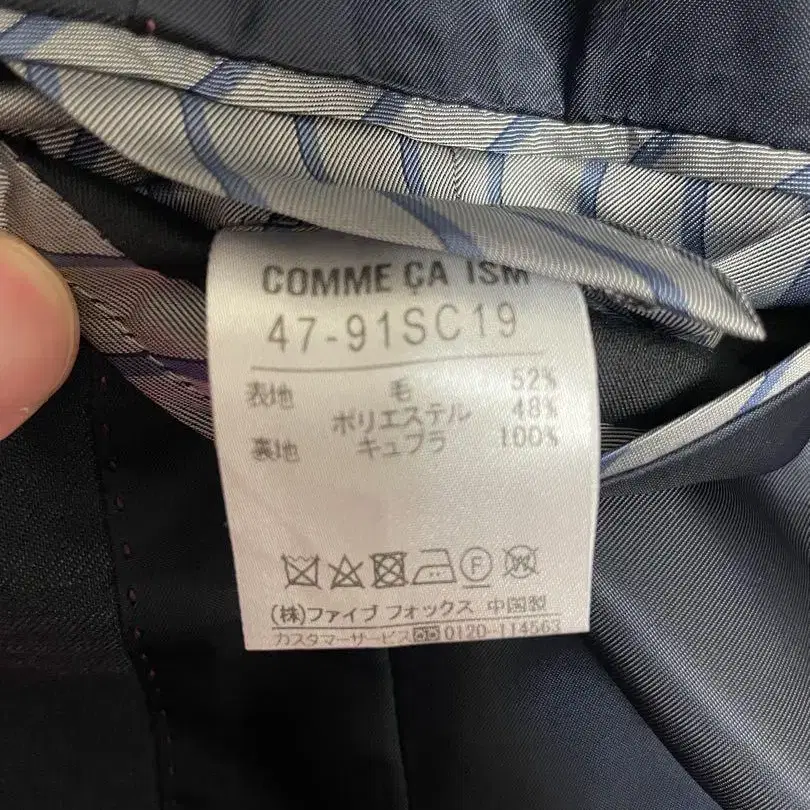 COMME ÇA ISM
47-91SC19
表地 毛 52%
ポリエステル 48%
裏地 キュプラ 100%
F W
(株)ファイブ フォックス 中国製
カスタマーサービス 0120-114563